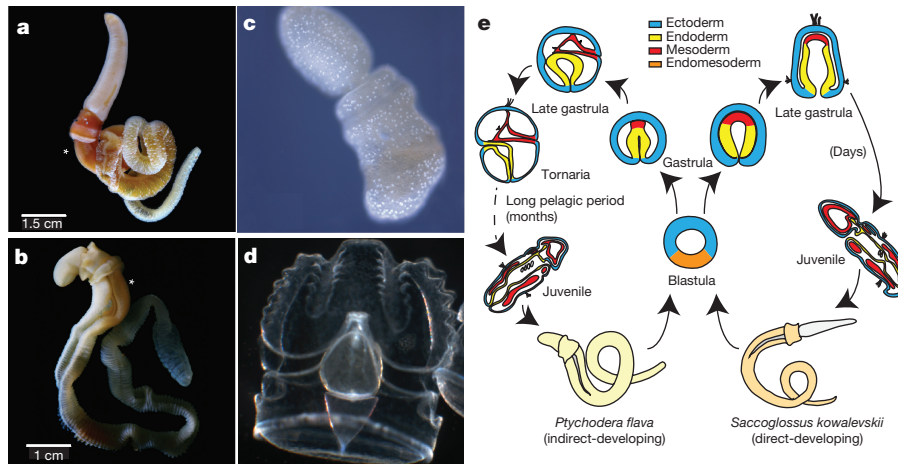 a
*
1.5 cm
b
*
1 cm
c
d
e
Ectoderm
Endoderm
Mesoderm
Endomesoderm
Late gastrula
Late gastrula
Gastrula
(Days)
Tornaria
Long pelagic period
(months)
Blastula
Juvenile
Juvenile
Ptychodera flava
(indirect-developing)
Saccoglossus kowalevskii
(direct-developing)